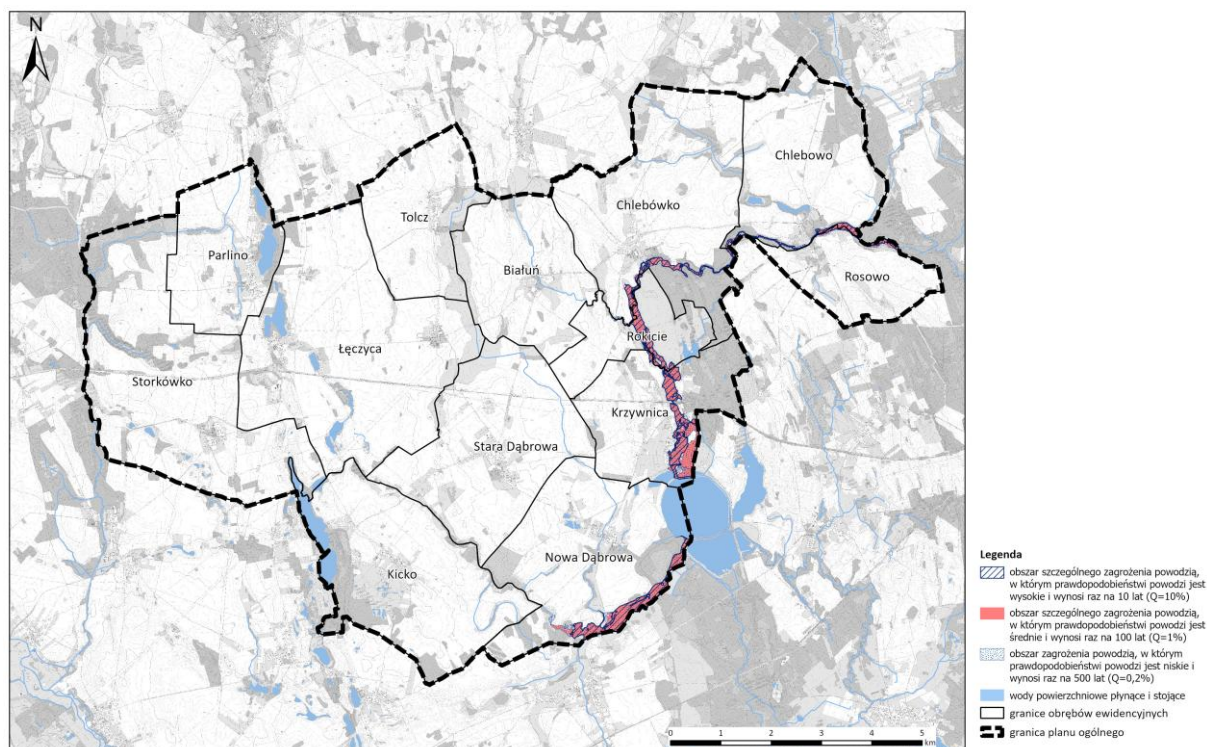 N
Chlebowo
Chlebówko
Tolcz
Parlino
Białuń
Rosowo
Rokicie
Łęczyca
Storkówko
Krzywnica
Stara Dąbrowa
Nowa Dąbrowa
Kicko
0 1 2 3 4 5
km
Legenda
obszar szczególnego zagrożenia powodzią,
w którym prawdopodobieństwi powodzi jest
wysokie i wynosi raz na 10 lat (Q=10%)
obszar szczególnego zagrożenia powodzią,
w którym prawdopodobieństwi powodzi jest
średnie i wynosi raz na 100 lat (Q=1%)
obszar zagrożenia powodzią, w którym
prawdopodobieństwi powodzi jest niskie i
wynosi raz na 500 lat (Q=0,2%)
wody powierzchniowe płynące i stojące
granice obrębów ewidencyjnych
granica planu ogólnego